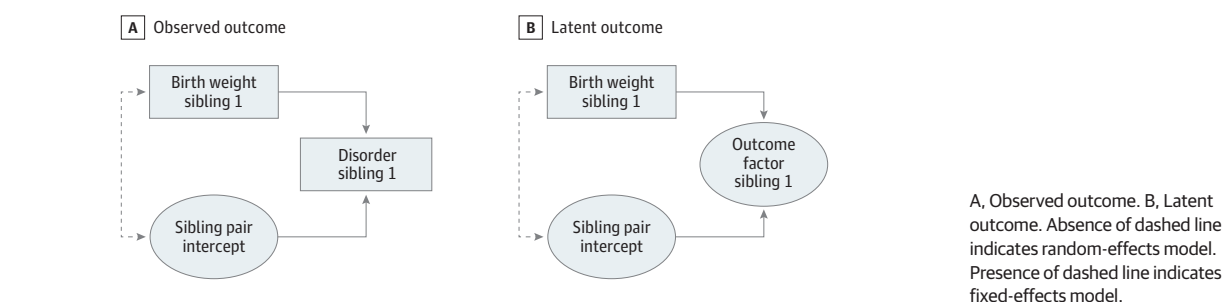 A Observed outcome
Birth weight
sibling 1
Disorder
sibling 1
Sibling pair
intercept
B Latent outcome
Birth weight
sibling 1
Outcome
factor
sibling 1
Sibling pair
intercept
A, Observed outcome. B, Latent
outcome. Absence of dashed line
indicates random-effects model.
Presence of dashed line indicates
fixed-effects model.